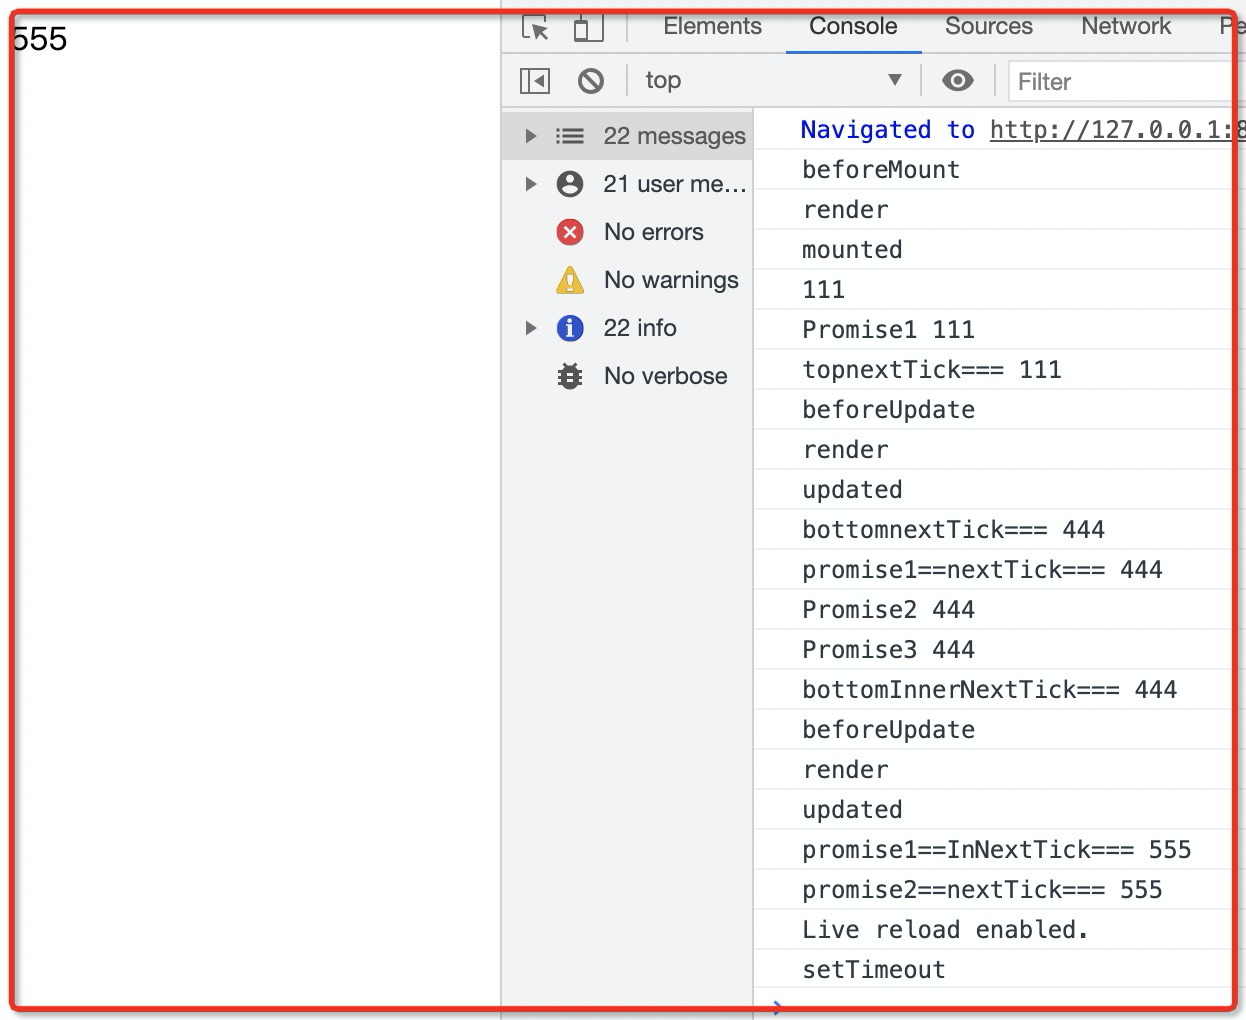 555
Elements Console Sources Network Pe
top
Filter
22 messages
21 user me...
No errors
No warnings
22 info
No verbose
Navigated to http://127.0.0.1:8
beforeMount
render
mounted
111
Promise1 111
topnextTick=== 111
beforeUpdate
render
updated
bottomnextTick=== 444
promise1==nextTick=== 444
Promise2 444
Promise3 444
bottomInnerNextTick=== 444
beforeUpdate
render
updated
promise1==InNextTick=== 555
promise2==nextTick=== 555
Live reload enabled.
setTimeout